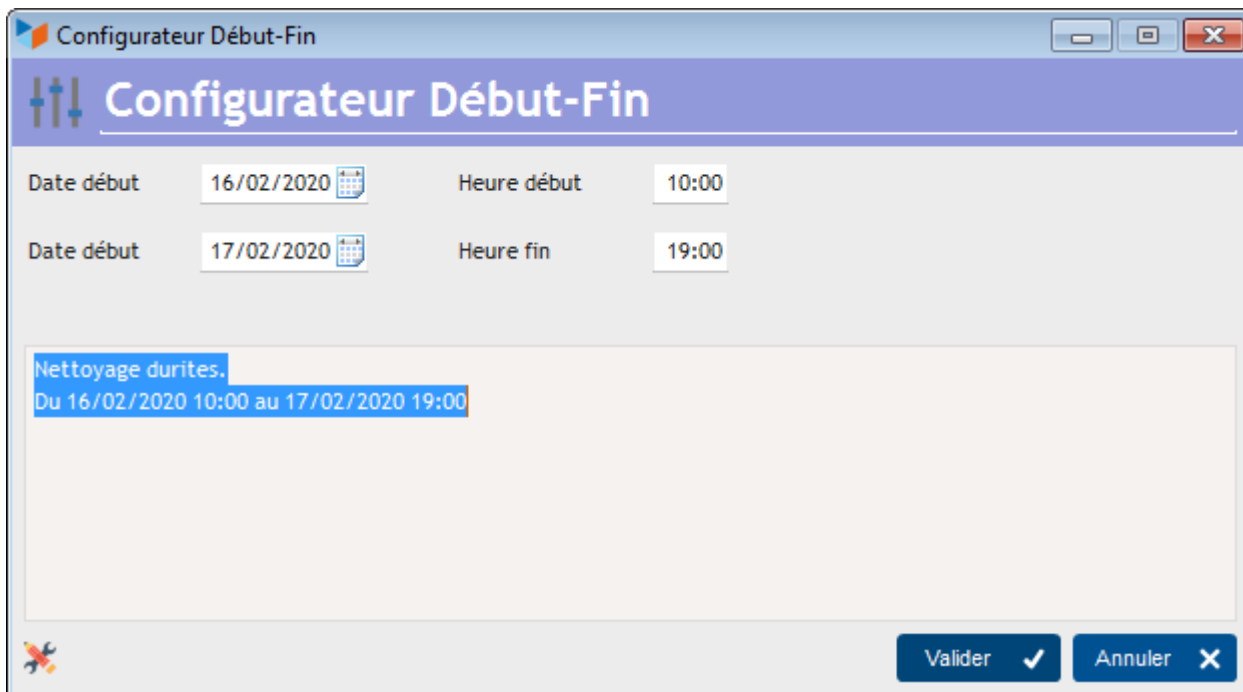 Configurateur Début-Fin
Configurateur Début-Fin
Date début 16/02/2020 Heure début 10:00
Date début 17/02/2020 Heure fin 19:00
Nettoyage durites.
Du 16/02/2020 10:00 au 17/02/2020 19:00
Valider Annuler